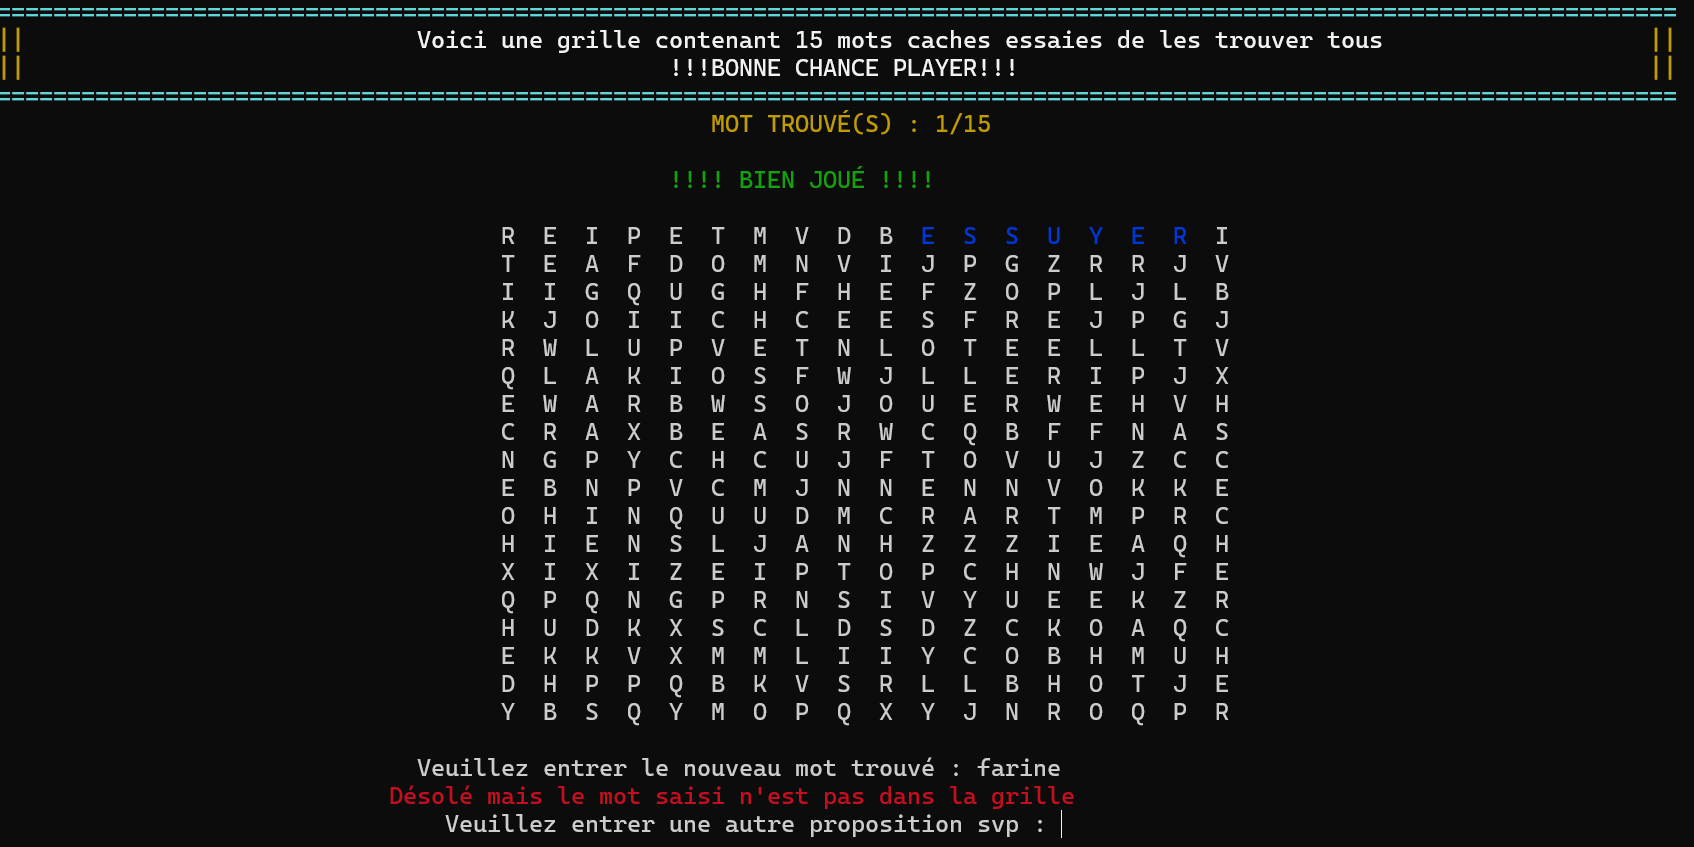 || Voici une grille contenant 15 mots caches essaies de les trouver tous ||
|| !!!BONNE CHANCE PLAYER!!! ||
MOT TROUVÉ(S) : 1/15
!!!! BIEN JOUÉ !!!!
R E I P E T M V D B E S S U Y E R I
T E A F D O M N V I J P G Z R R J V
I I G Q U G H F H E F Z O P L J L B
K J O I I C H C E E S F R E J P G J
R W L U P V E T N L O T E E L L T V
Q L A K I O S F W J L L E R I P J X
E W A R B W S O J O U E R W E H V H
C R A X B E A S R W C Q B F F N A S
N G P Y C H C U J F T O V U J Z C C
E B N P V C M J N N E N N V O K K E
O H I N Q U U D M C R A R T M P R C
H I E N S L J A N H Z Z Z I E A Q H
X I X I Z E I P T O P C H N W J F E
Q P Q N G P R N S I V Y U E E K Z R
H U D K X S C L D S D Z C K O A Q C
E K K V X M M L I I Y C O B H M U H
D H P P Q B K V S R L L B H O T J E
Y B S Q Y M O P Q X Y J N R O Q P R
Veuillez entrer le nouveau mot trouvé : farine
Désolé mais le mot saisi n'est pas dans la grille
Veuillez entrer une autre proposition svp :